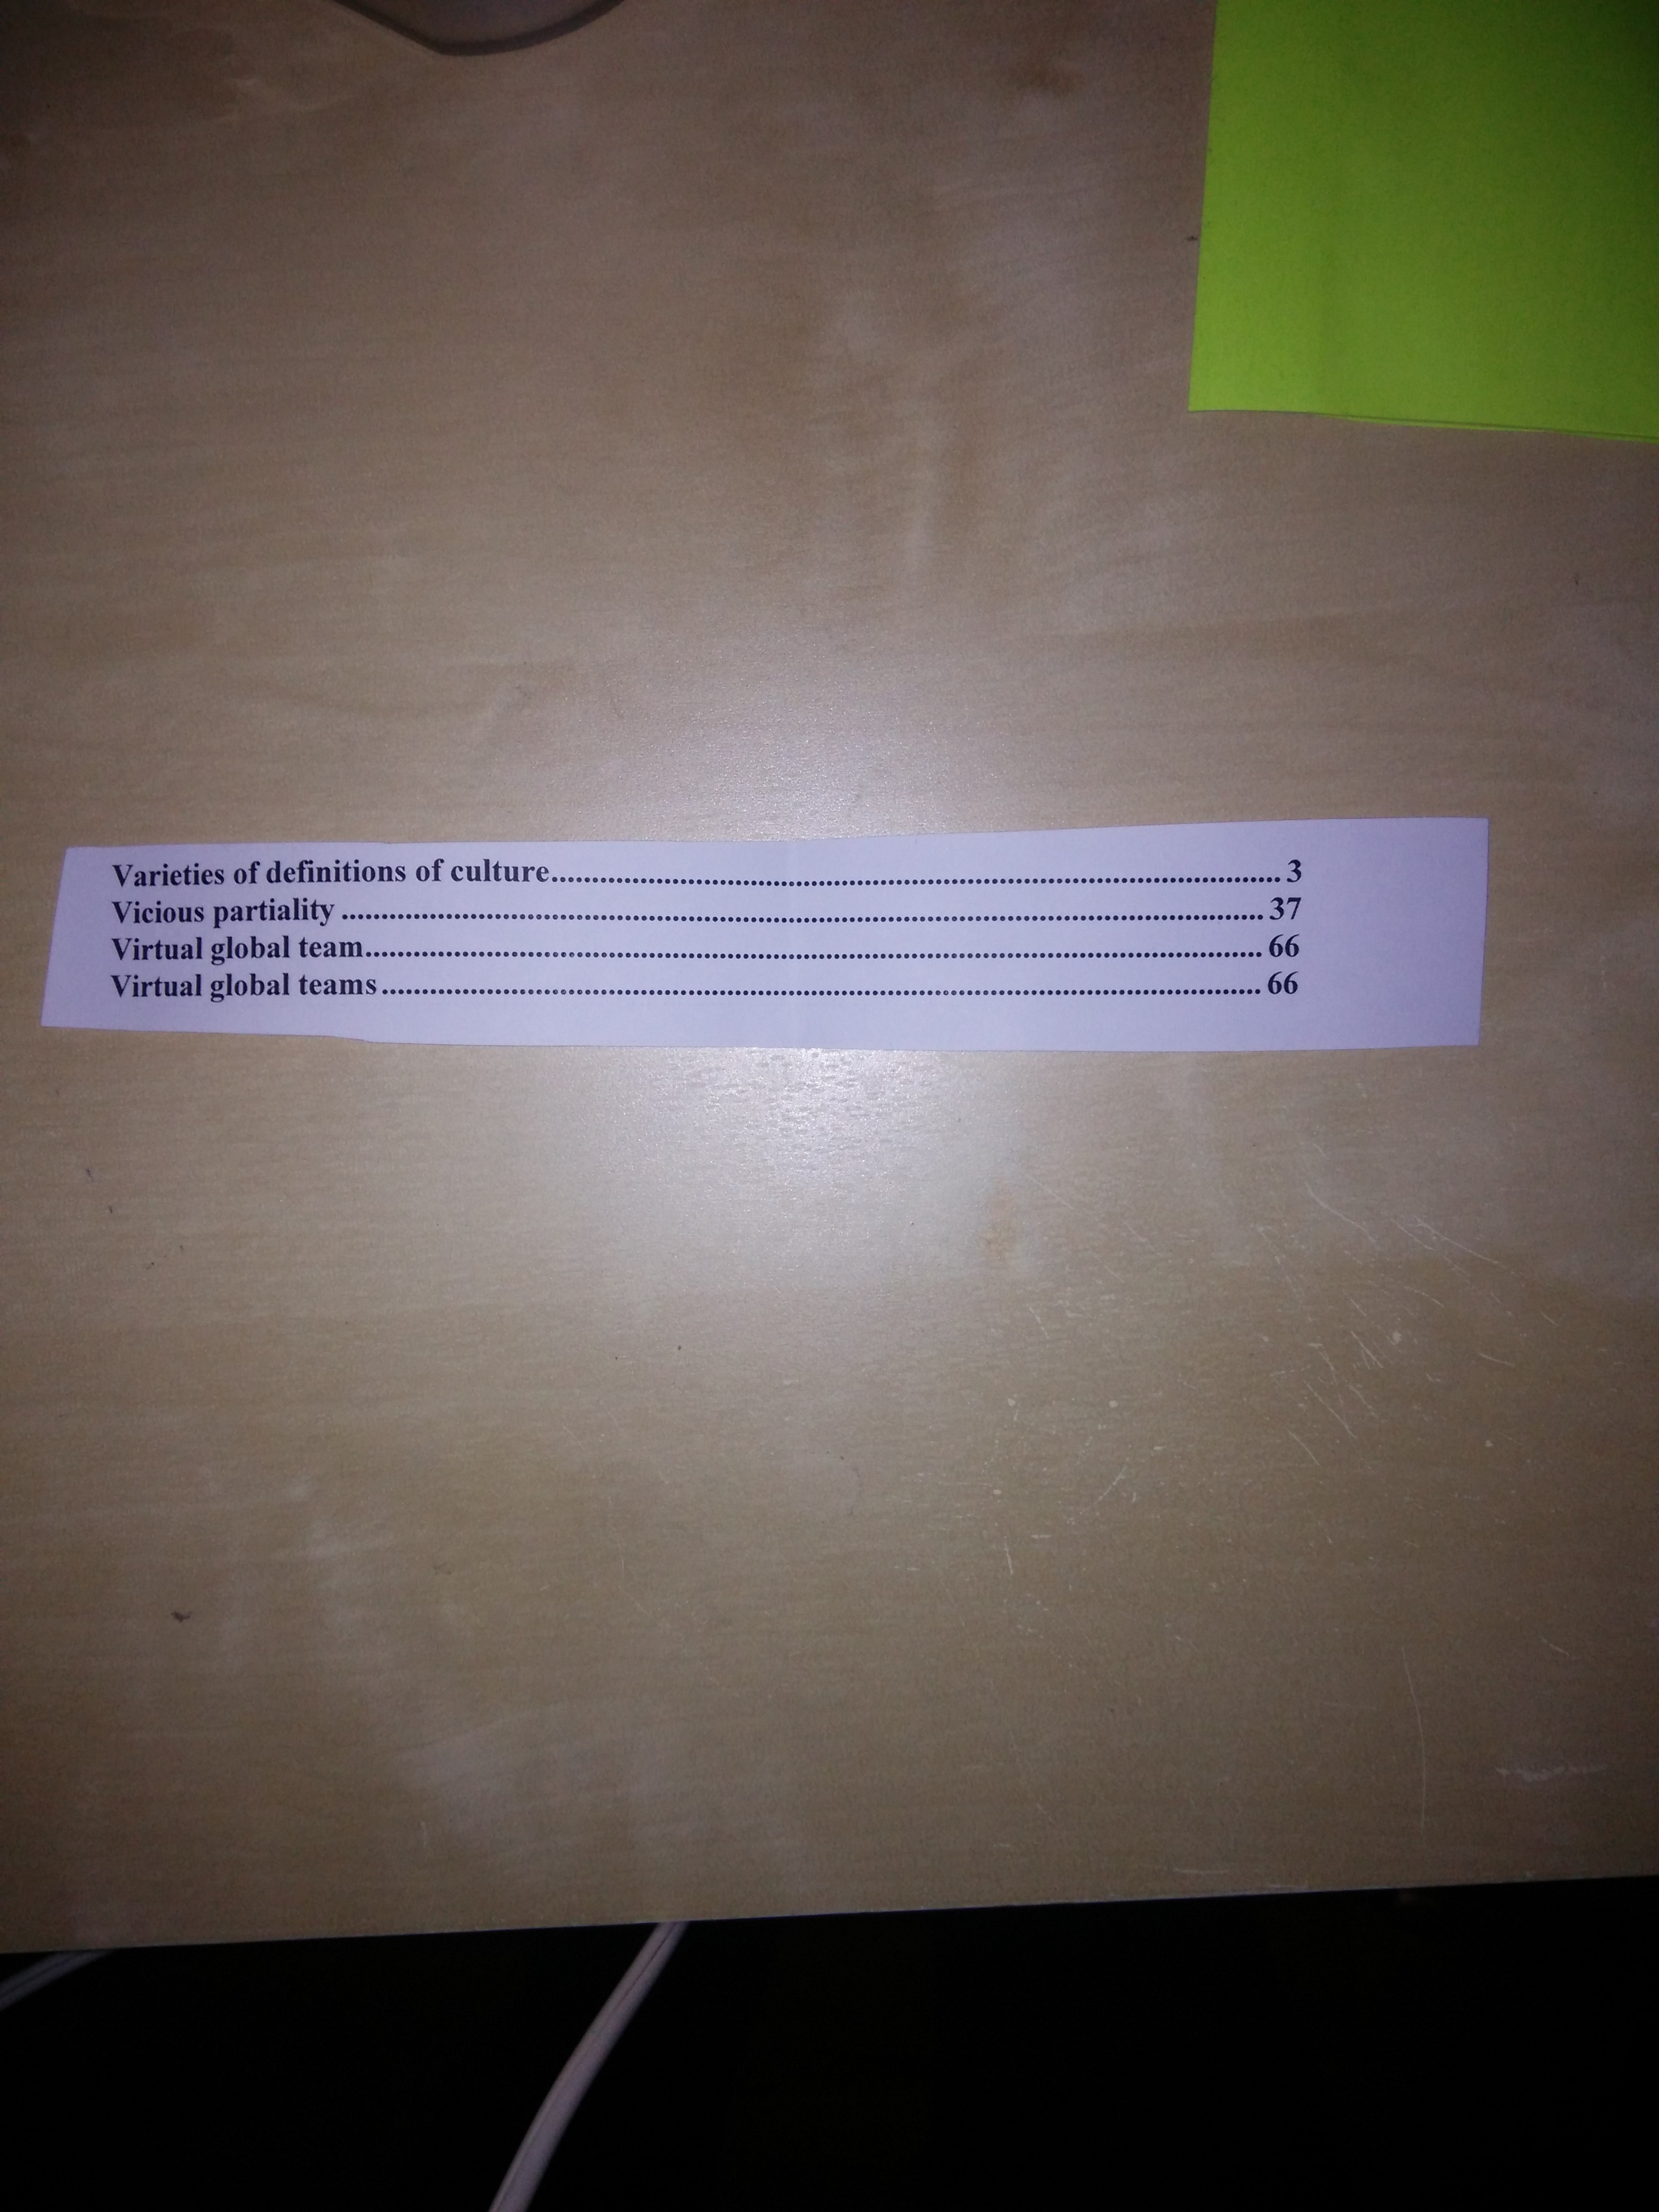 Varieties of definitions of culture........................................................................................... 3
Vicious partiality ................................................................................................................... 37
Virtual global team................................................................................................................ 66
Virtual global teams.............................................................................................................. 66